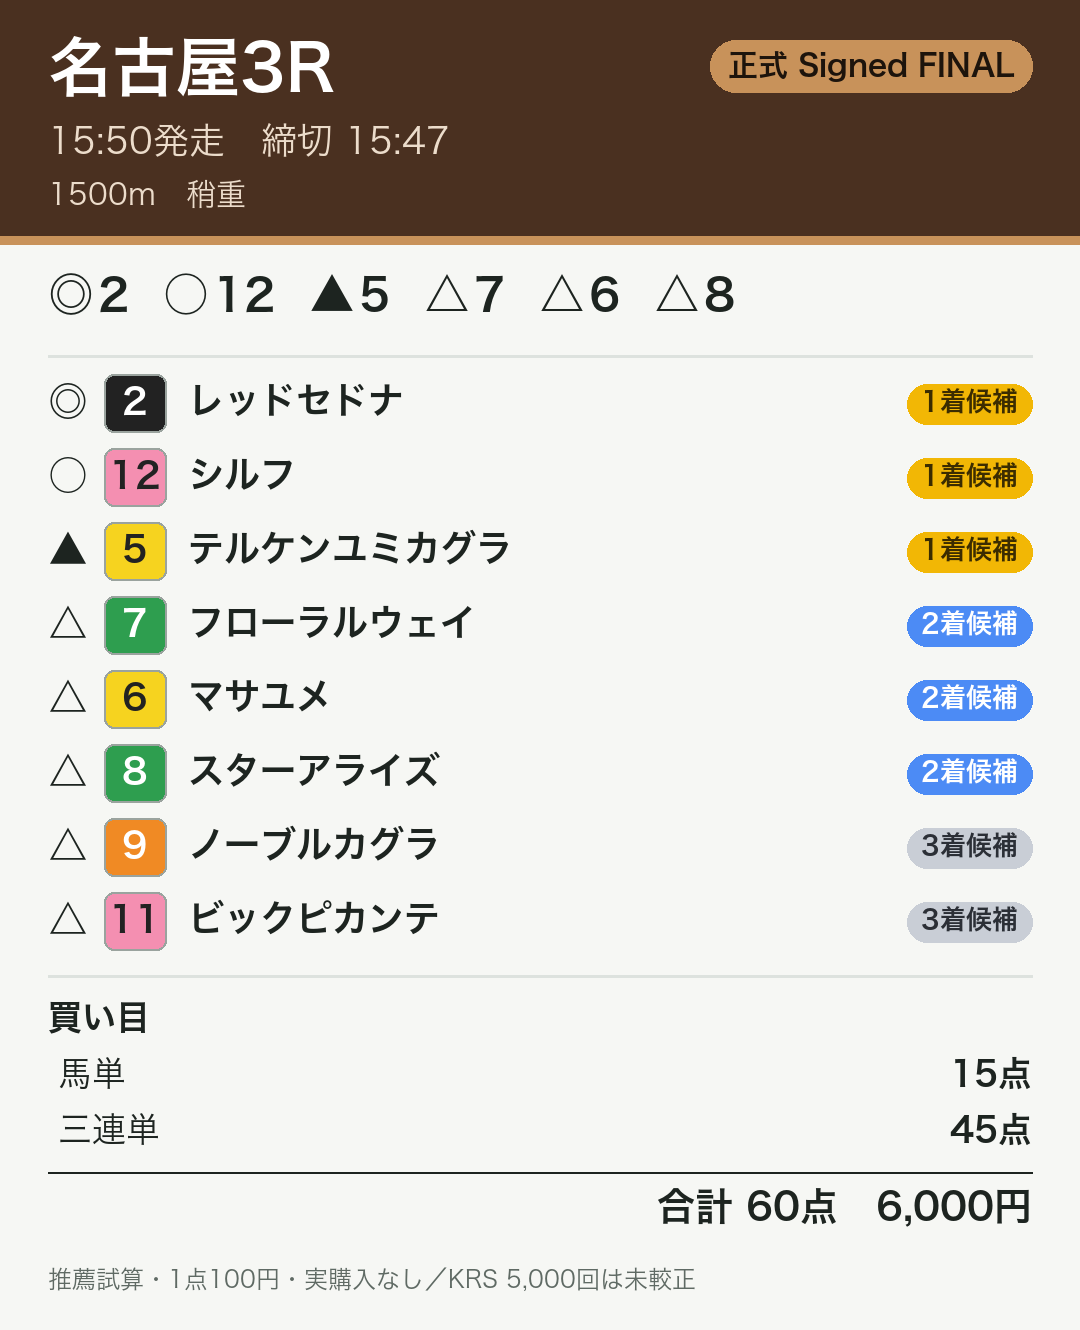 名古屋3R 正式 Signed FINAL
15:50発走 締切 15:47
1500m 稍重
◎2 ○12 ▲5 △7 △6 △8
◎ 2 レッドセドナ 1着候補
○ 12 シルフ 1着候補
▲ 5 テルケンユミカグラ 1着候補
△ 7 フローラルウェイ 2着候補
△ 6 マサユメ 2着候補
△ 8 スターアライズ 2着候補
△ 9 ノーブルカグラ 3着候補
△ 11 ビックピカンテ 3着候補
買い目
馬単 15点
三連単 45点
合計 60点 6,000円
推薦試算・1点100円・実購入なし／KRS 5,000回は未較正